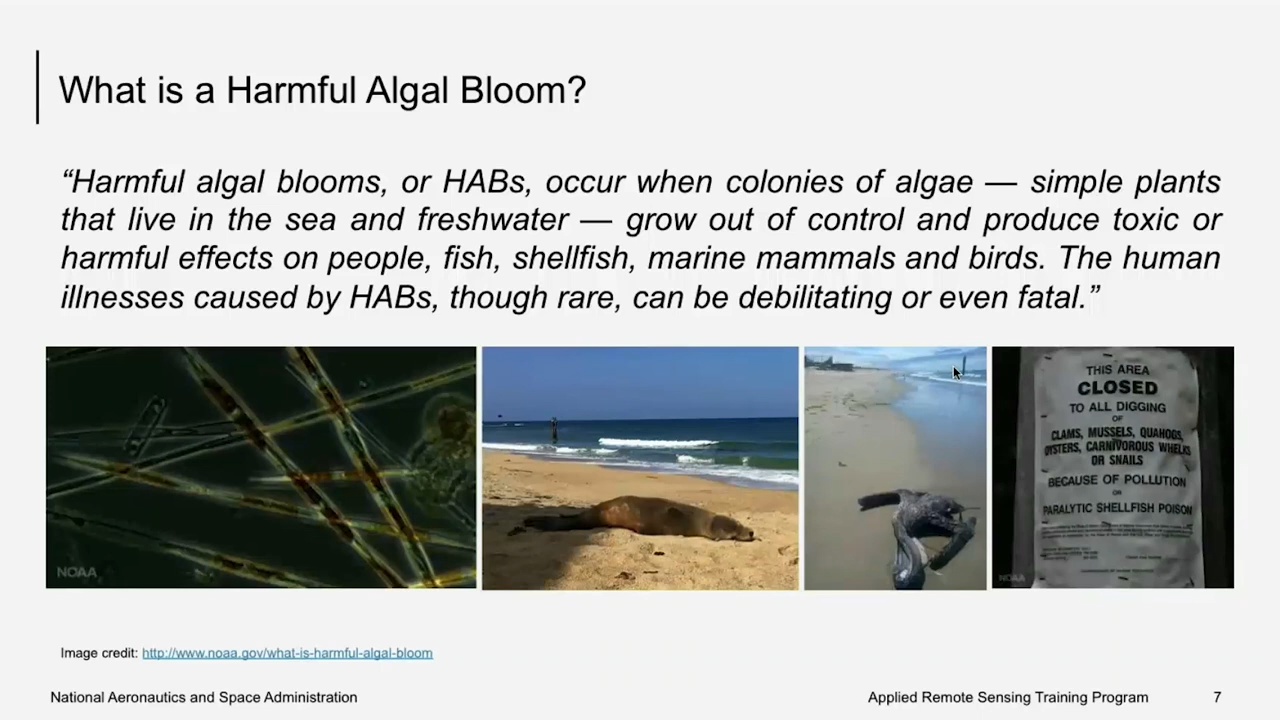 What is a Harmful Algal Bloom?
“Harmful algal blooms, or HABs, occur when colonies of algae — simple plants
that live in the sea and freshwater — grow out of control and produce toxic or
harmful effects on people, fish, shellfish, marine mammals and birds. The human
illnesses caused by HABs, though rare, can be debilitating or even fatal.”
NOAA
THIS AREA
CLOSED
TO ALL DIGGING
OF
CLAMS, MUSSELS, QUAHOGS,
OYSTERS, CARNIVOROUS WHELKS
OR SNAILS
BECAUSE OF POLLUTION
OR
PARALYTIC SHELLFISH POISON
NOAA
Image credit: http://www.noaa.gov/what-is-harmful-algal-bloom
National Aeronautics and Space Administration
Applied Remote Sensing Training Program
7